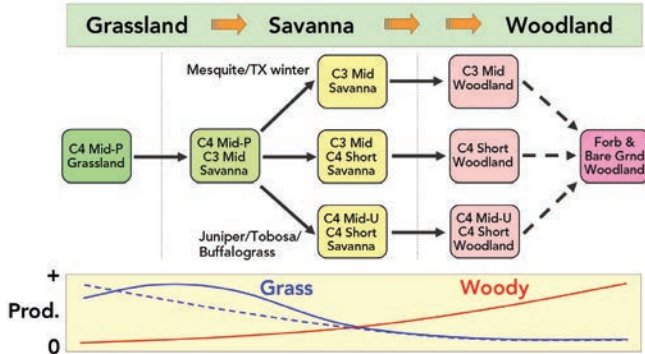 Grassland Savanna Woodland
Mesquite/TX winter
C3 Mid
Savanna
C3 Mid
Woodland
C4 Mid-P
Grassland
C4 Mid-P
C3 Mid
Savanna
C3 Mid
C4 Short
Savanna
C4 Short
Woodland
Forb &
Bare Grnd
Woodland
Juniper/Tobosa/
Buffalograss
C4 Mid-U
C4 Short
Savanna
C4 Mid-U
C4 Short
Woodland
+
Prod.
0
Grass
Woody